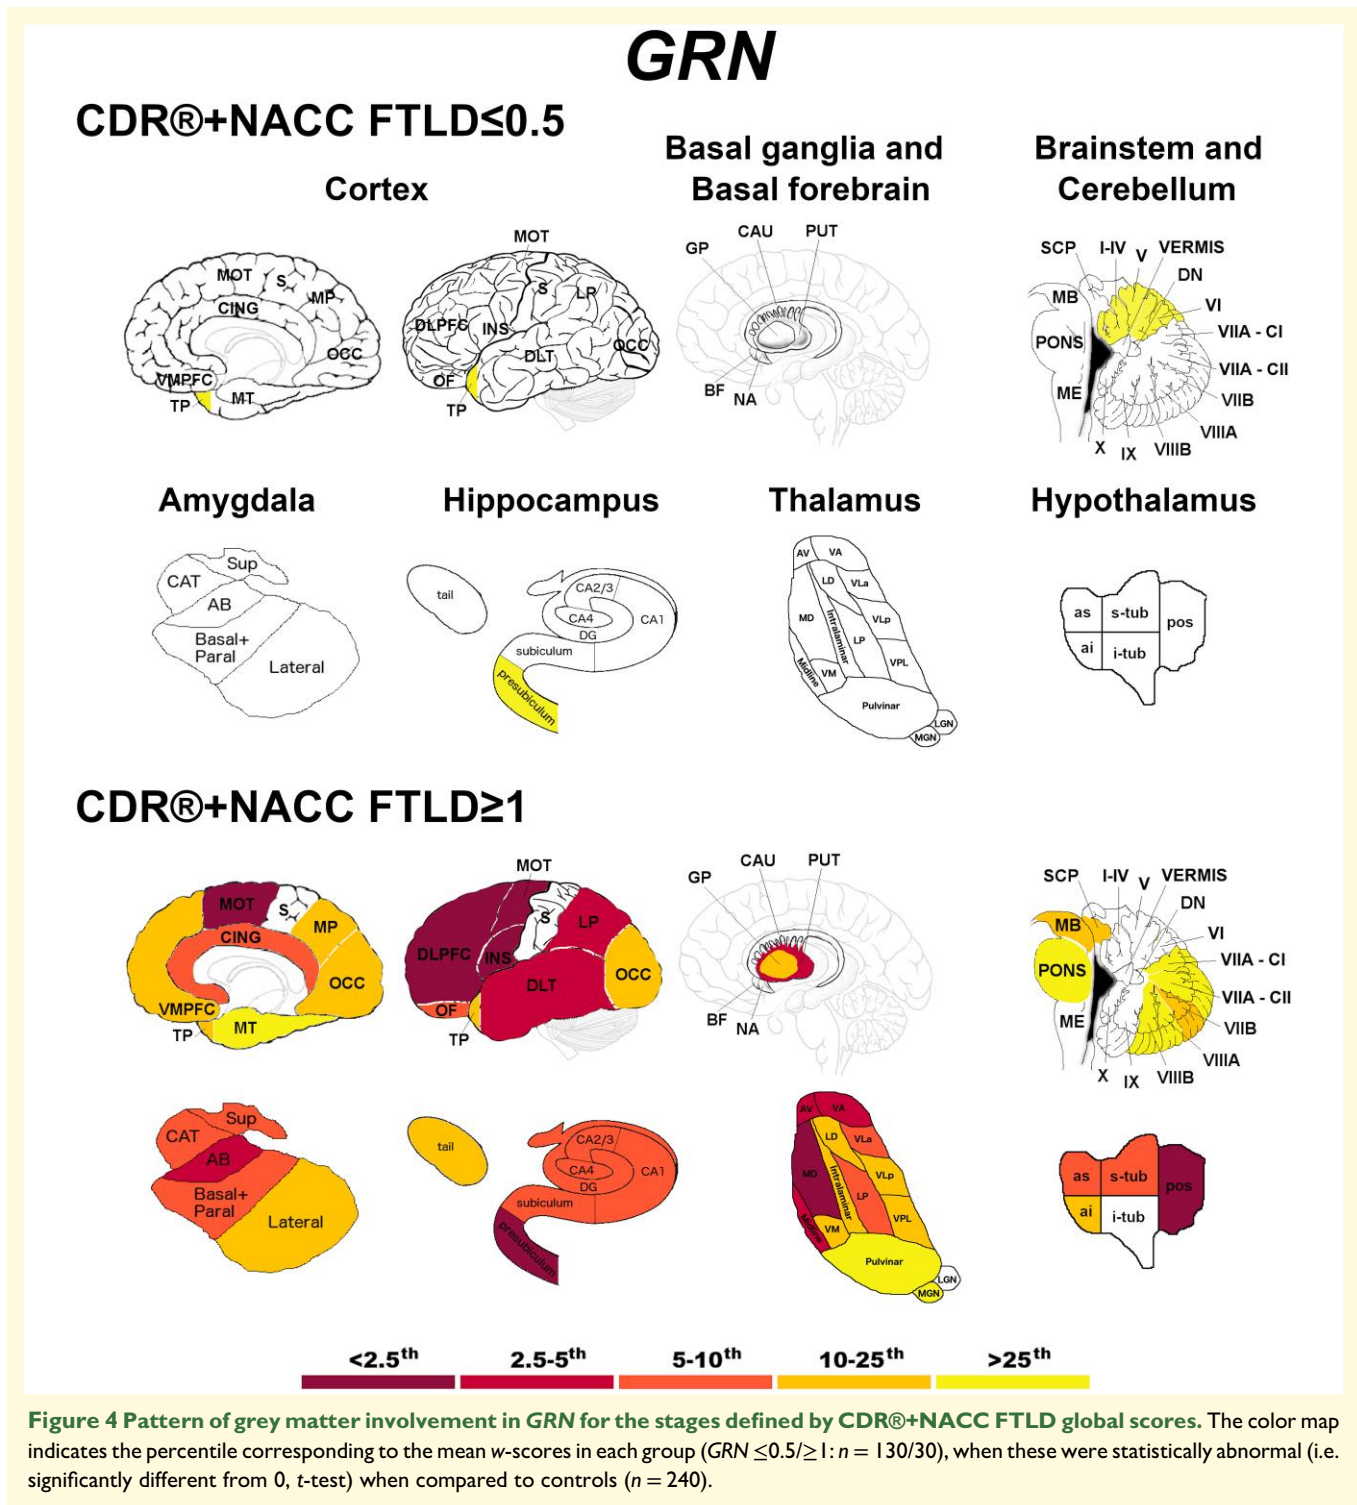 GRN
CDR®+NACC FTLD≤0.5
Cortex
Basal ganglia and
Basal forebrain
Brainstem and
Cerebellum
MOT
S
MP
CING
OCC
VMPFC
TP
MT
MOT
S
LP
DLPFC
INS
DLT
OCC
OF
TP
GP
CAU
PUT
BF
NA
SCP
I-IV
V
VERMIS
DN
MB
VI
PONS
VIIA - CI
VIIA - CII
ME
VIIB
VIIIA
X
IX
VIIIB
Amygdala
Hippocampus
Thalamus
Hypothalamus
Sup
CAT
AB
Basal+
Paral
Lateral
tail
CA2/3
CA4
CA1
DG
subiculum
presubiculum
AV
VA
LD
VLa
MD
Intralaminar
VLp
LP
VPL
Midline
VM
Pulvinar
LGN
MGN
as
s-tub
pos
ai
i-tub
CDR®+NACC FTLD≥1
MOT
S
MP
CING
OCC
VMPFC
TP
MT
MOT
S
LP
DLPFC
INS
DLT
OCC
OF
TP
GP
CAU
PUT
BF
NA
SCP
I-IV
V
VERMIS
DN
MB
VI
PONS
VIIA - CI
VIIA - CII
ME
VIIB
VIIIA
X
IX
VIIIB
Sup
CAT
AB
Basal+
Paral
Lateral
tail
CA2/3
CA4
CA1
DG
subiculum
presubiculum
AV
VA
LD
VLa
MD
Intralaminar
VLp
LP
VPL
Midline
VM
Pulvinar
LGN
MGN
as
s-tub
pos
ai
i-tub
<2.5th 2.5-5th 5-10th 10-25th >25th
Figure 4 Pattern of grey matter involvement in GRN for the stages defined by CDR®+NACC FTLD global scores. The color map
indicates the percentile corresponding to the mean w-scores in each group (GRN ≤0.5/≥1: n = 130/30), when these were statistically abnormal (i.e.
significantly different from 0, t-test) when compared to controls (n = 240).